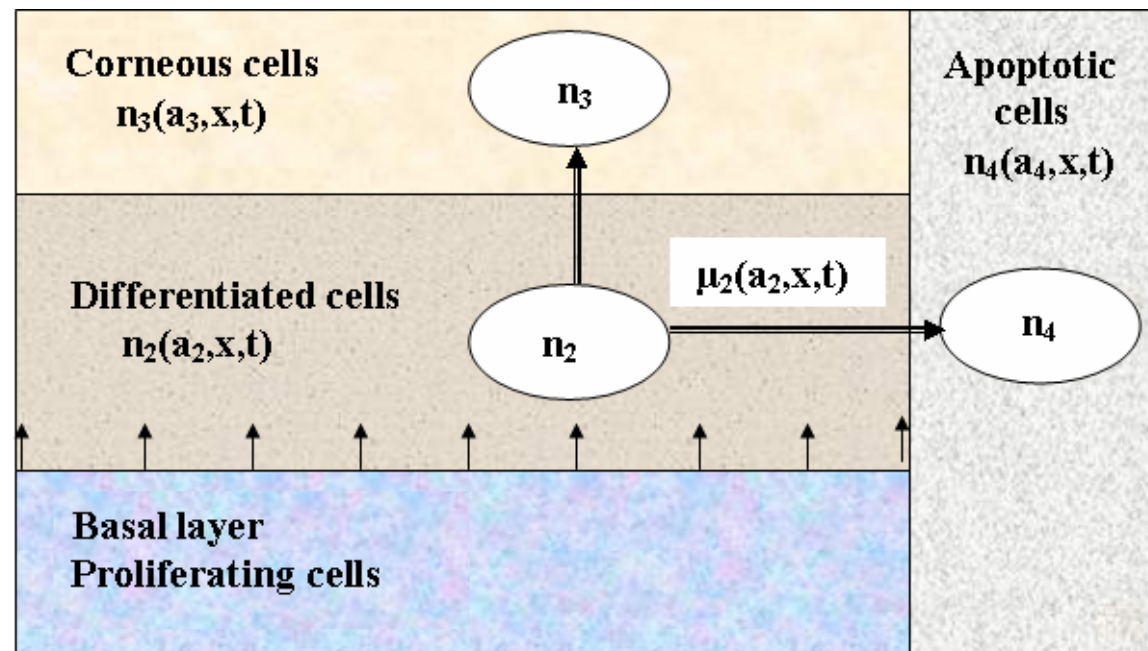 Corneous cells
n₃(a₃,x,t)
n₃
Apoptotic
cells
n₄(a₄,x,t)
Differentiated cells
n₂(a₂,x,t)
n₂
μ₂(a₂,x,t)
n₄
Basal layer
Proliferating cells